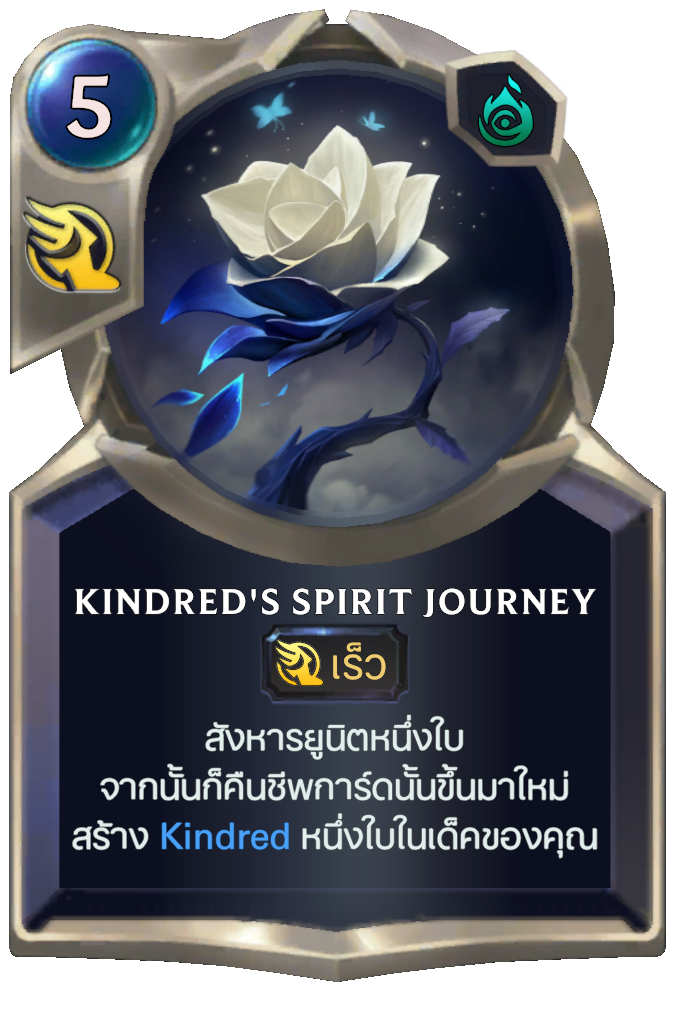 5
KINDRED'S SPIRIT JOURNEY
เร็ว
สังหารยูนิตหนึ่งใบ
จากนั้นก็คืนชีพการ์ดนั้นขึ้นมาใหม่
สร้าง Kindred หนึ่งใบในเด็คของคุณ